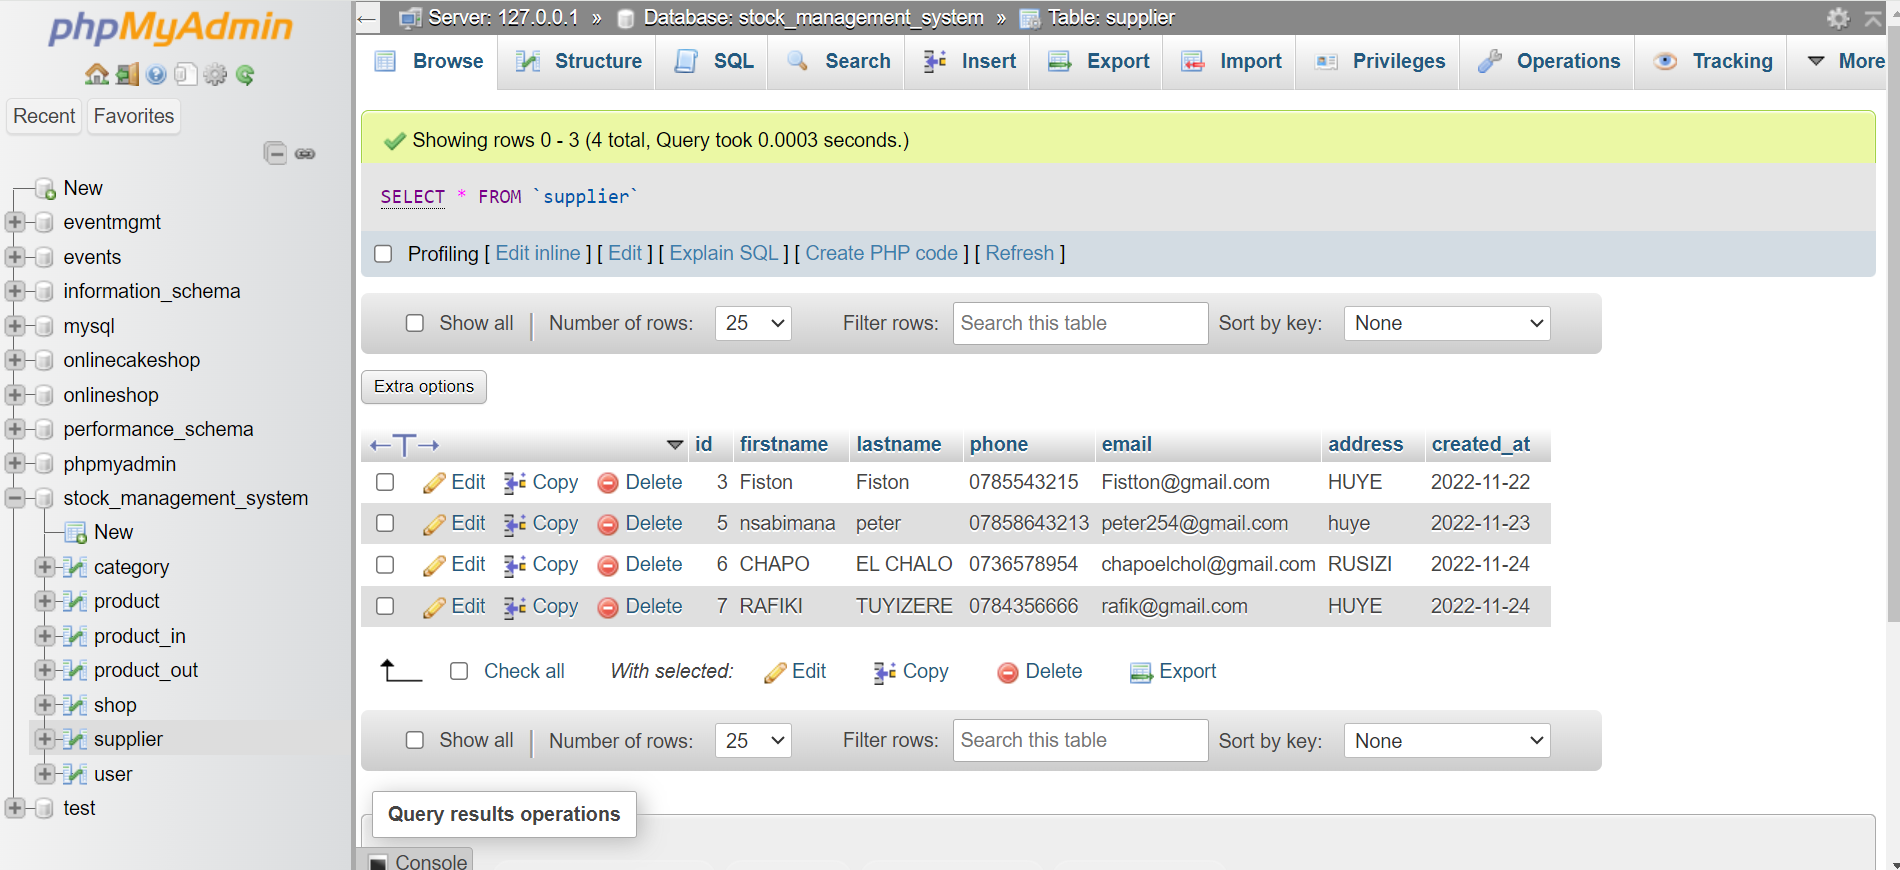 phpMyAdmin
Recent Favorites
New
eventmgmt
events
information_schema
mysql
onlinecakeshop
onlineshop
performance_schema
phpmyadmin
stock_management_system
New
category
product
product_in
product_out
shop
supplier
user
test
Server: 127.0.0.1 » Database: stock_management_system » Table: supplier
Browse Structure SQL Search Insert Export Import Privileges Operations Tracking More
Showing rows 0 - 3 (4 total, Query took 0.0003 seconds.)
SELECT * FROM `supplier`
Profiling [ Edit inline ] [ Edit ] [ Explain SQL ] [ Create PHP code ] [ Refresh ]
Show all | Number of rows: 25 Filter rows: Search this table Sort by key: None
Extra options
←T→ id firstname lastname phone email address created_at
Edit Copy Delete 3 Fiston Fiston 0785543215 Fistton@gmail.com HUYE 2022-11-22
Edit Copy Delete 5 nsabimana peter 07858643213 peter254@gmail.com huye 2022-11-23
Edit Copy Delete 6 CHAPO EL CHALO 0736578954 chapoelchol@gmail.com RUSIZI 2022-11-24
Edit Copy Delete 7 RAFIKI TUYIZERE 0784356666 rafik@gmail.com HUYE 2022-11-24
Check all With selected: Edit Copy Delete Export
Show all | Number of rows: 25 Filter rows: Search this table Sort by key: None
Query results operations
Console